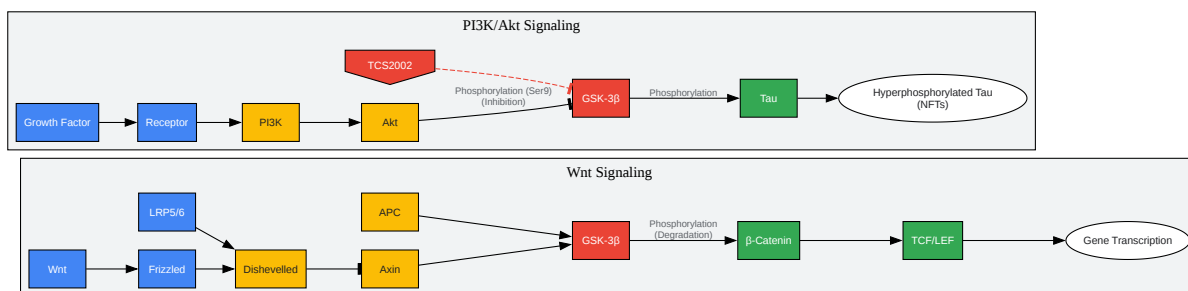 PI3K/Akt Signaling
TCS2002
Phosphorylation (Ser9)
(Inhibition)
Growth Factor
Receptor
PI3K
Akt
GSK-3β
Phosphorylation
Tau
Hyperphosphorylated Tau
(NFTs)
Wnt Signaling
LRP5/6
APC
Wnt
Frizzled
Dishevelled
Axin
GSK-3β
Phosphorylation
(Degradation)
β-Catenin
TCF/LEF
Gene Transcription